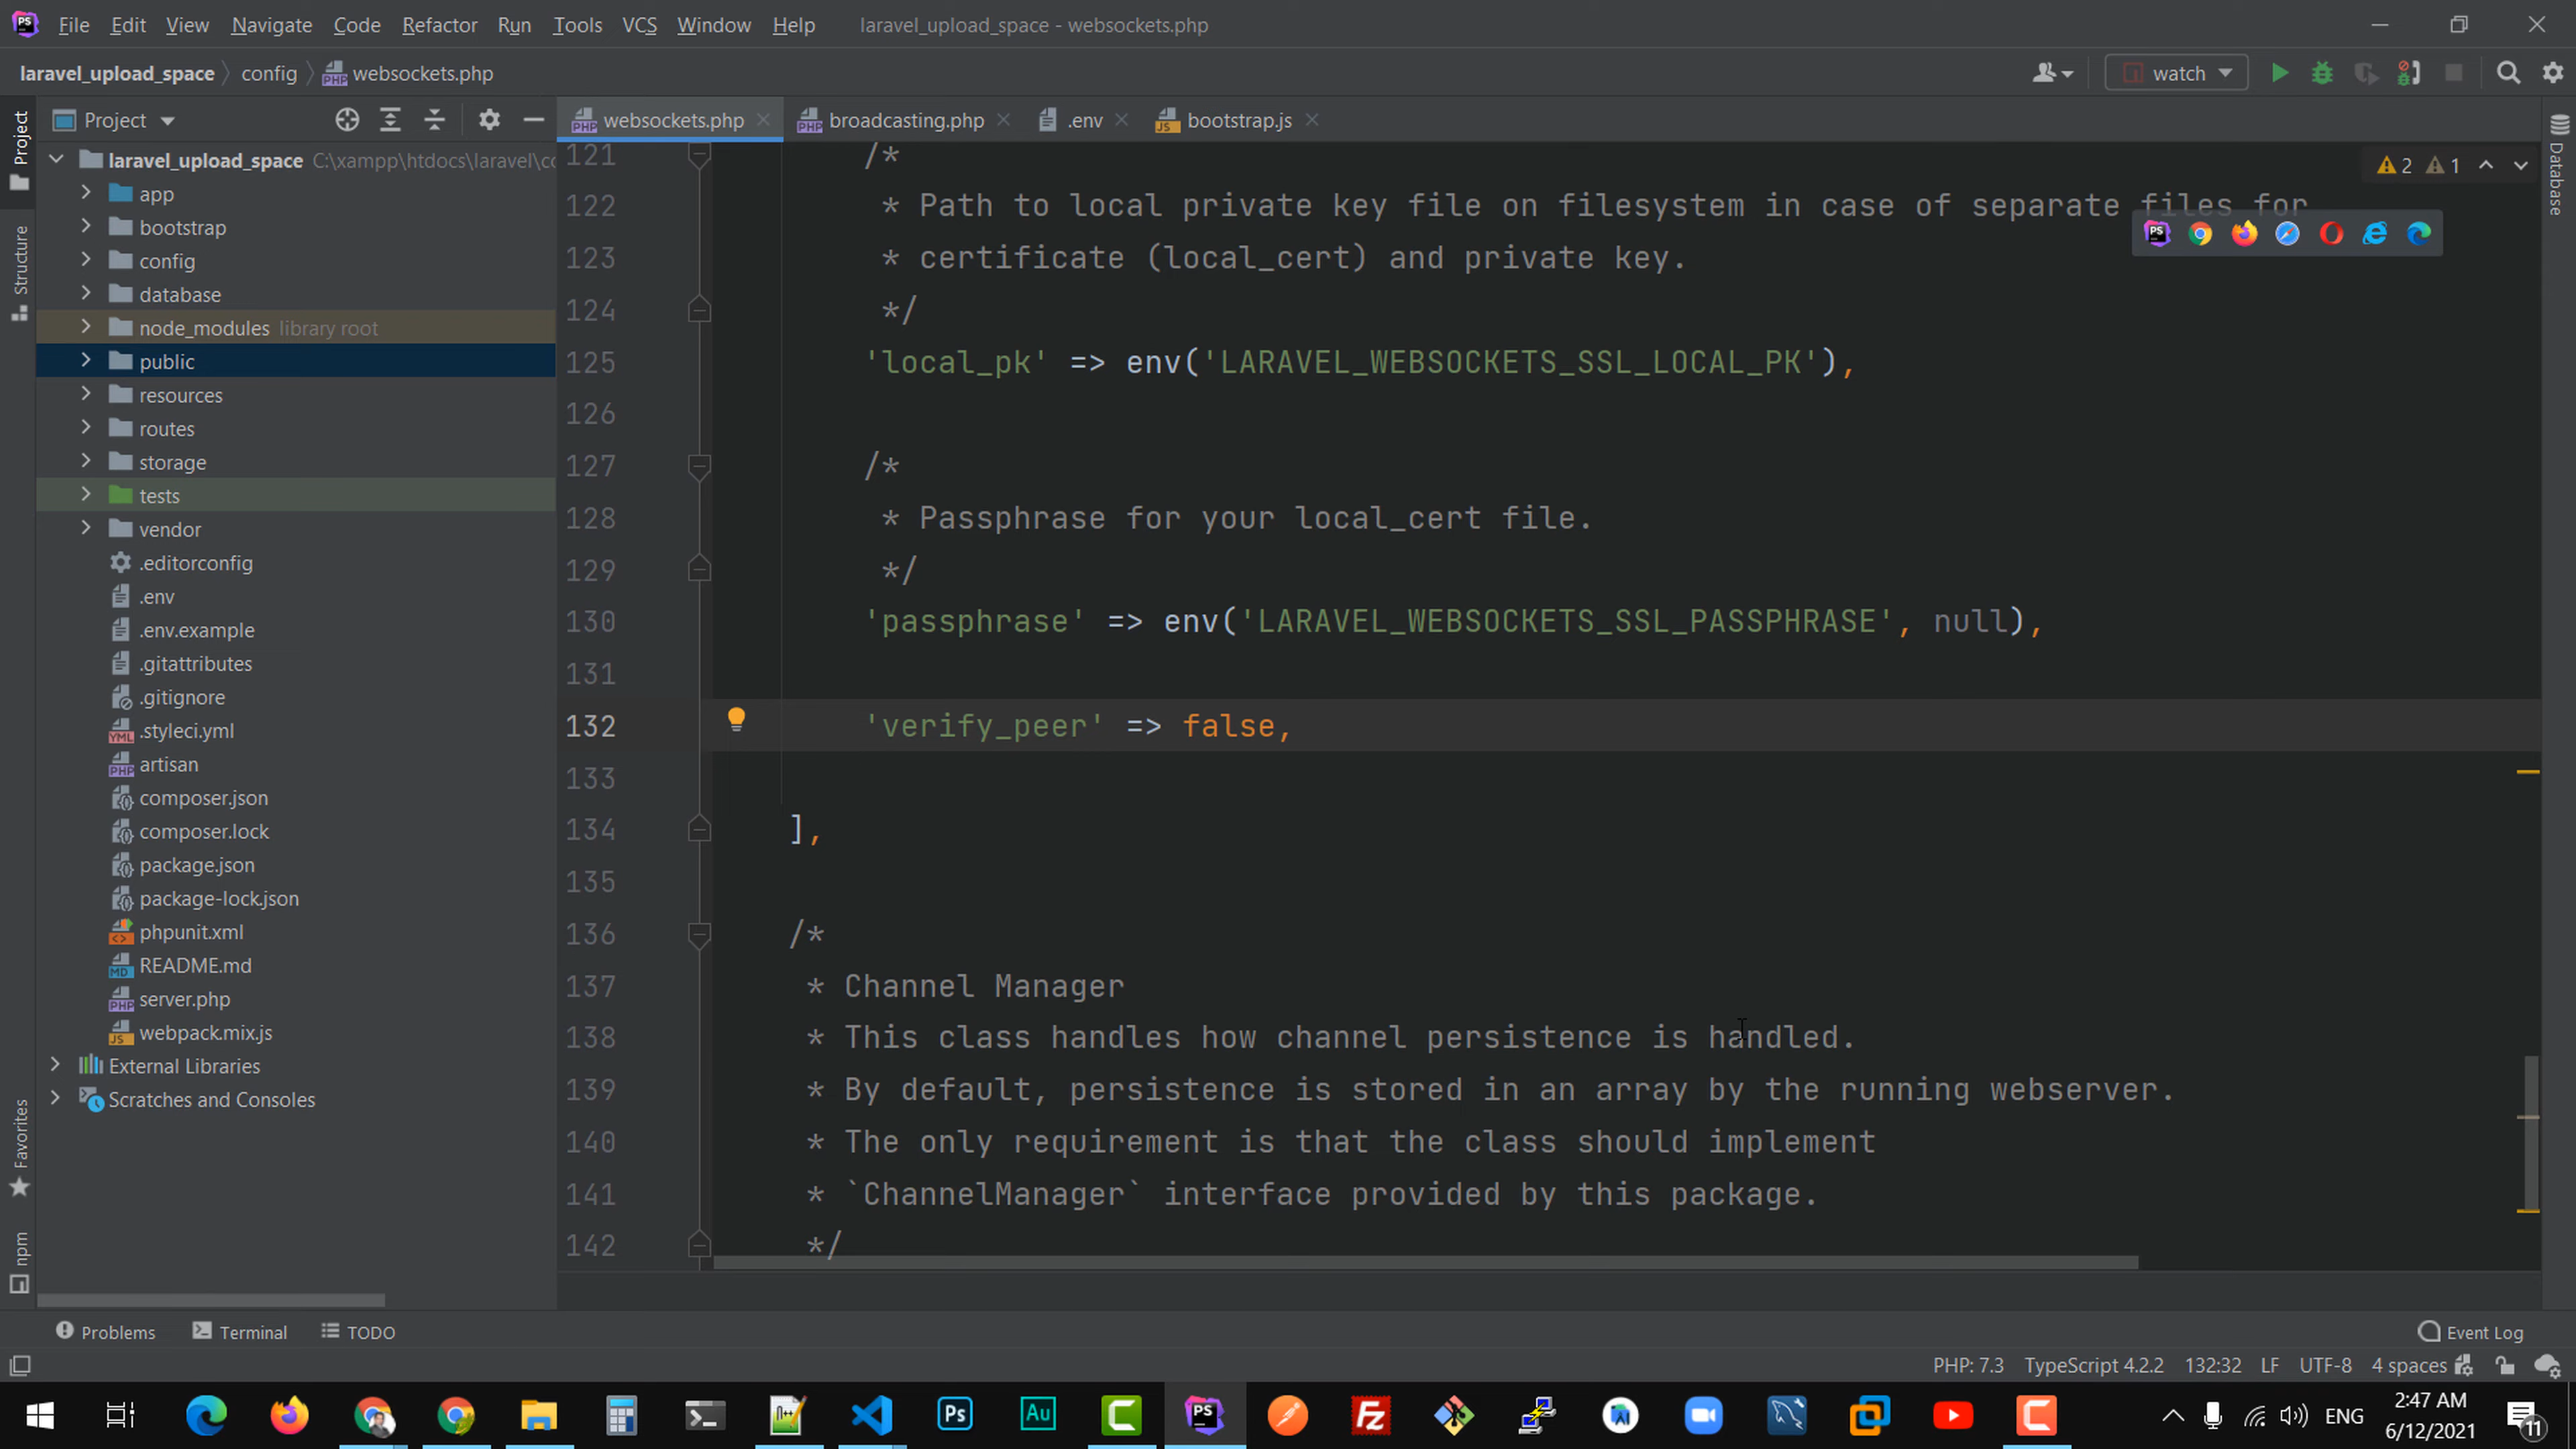 File Edit View Navigate Code Refactor Run Tools VCS Window Help laravel_upload_space - websockets.php
laravel_upload_space config websockets.php watch
Project websockets.php broadcasting.php .env bootstrap.js
Project
Structure
Favorites
npm
Database
laravel_upload_space C:\xampp\htdocs\laravel\co
app
bootstrap
config
database
node_modules library root
public
resources
routes
storage
tests
vendor
.editorconfig
.env
.env.example
.gitattributes
.gitignore
.styleci.yml
artisan
composer.json
composer.lock
package.json
package-lock.json
phpunit.xml
README.md
server.php
webpack.mix.js
External Libraries
Scratches and Consoles
2 1
121 /*
122 * Path to local private key file on filesystem in case of separate files for
123 * certificate (local_cert) and private key.
124 */
125 'local_pk' => env('LARAVEL_WEBSOCKETS_SSL_LOCAL_PK'),
126
127 /*
128 * Passphrase for your local_cert file.
129 */
130 'passphrase' => env('LARAVEL_WEBSOCKETS_SSL_PASSPHRASE', null),
131
132 'verify_peer' => false,
133
134 ],
135
136 /*
137 * Channel Manager
138 * This class handles how channel persistence is handled.
139 * By default, persistence is stored in an array by the running webserver.
140 * The only requirement is that the class should implement
141 * `ChannelManager` interface provided by this package.
142 */
Problems Terminal TODO Event Log
PHP: 7.3 TypeScript 4.2.2 132:32 LF UTF-8 4 spaces
ENG 2:47 AM
6/12/2021 11